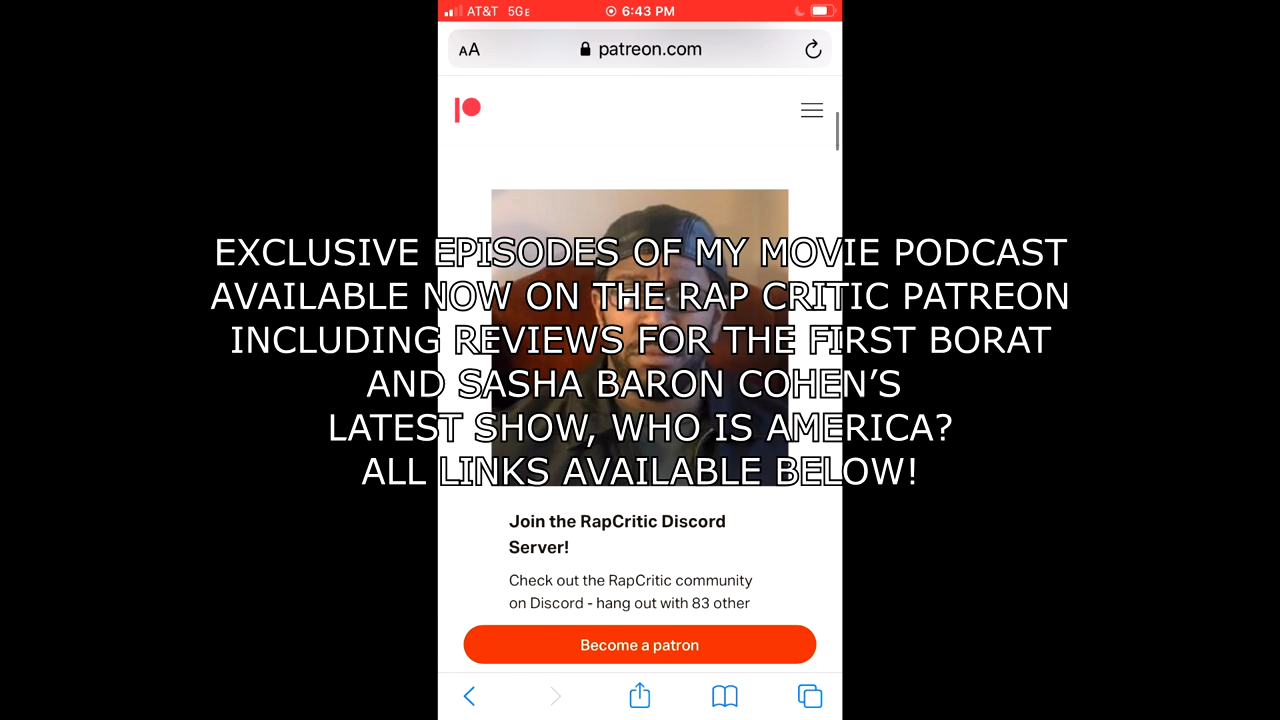 AT&T 5GE 6:43 PM
AA patreon.com
EXCLUSIVE EPISODES OF MY MOVIE PODCAST
AVAILABLE NOW ON THE RAP CRITIC PATREON
INCLUDING REVIEWS FOR THE FIRST BORAT
AND SASHA BARON COHEN’S
LATEST SHOW, WHO IS AMERICA?
ALL LINKS AVAILABLE BELOW!
Join the RapCritic Discord
Server!
Check out the RapCritic community
on Discord - hang out with 83 other
Become a patron